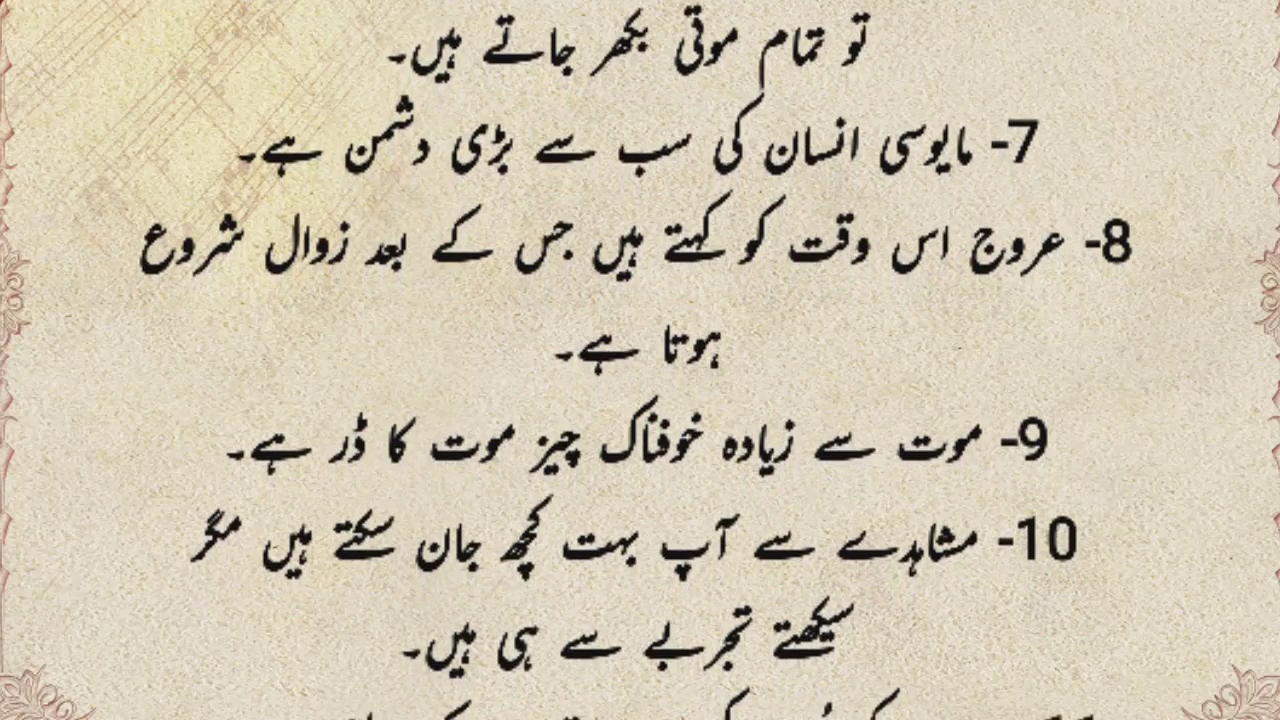 تو تمام موتی بکھر جاتے ہیں۔
7- مایوسی انسان کی سب سے بڑی دشمن ہے۔
8- عروج اس وقت کو کہتے ہیں جس کے بعد زوال شروع
ہوتا ہے۔
9- موت سے زیادہ خوفناک چیز موت کا ڈر ہے۔
10- مشاہدے سے آپ بہت کچھ جان سکتے ہیں مگر
سیکھتے تجربے سے ہی ہیں۔